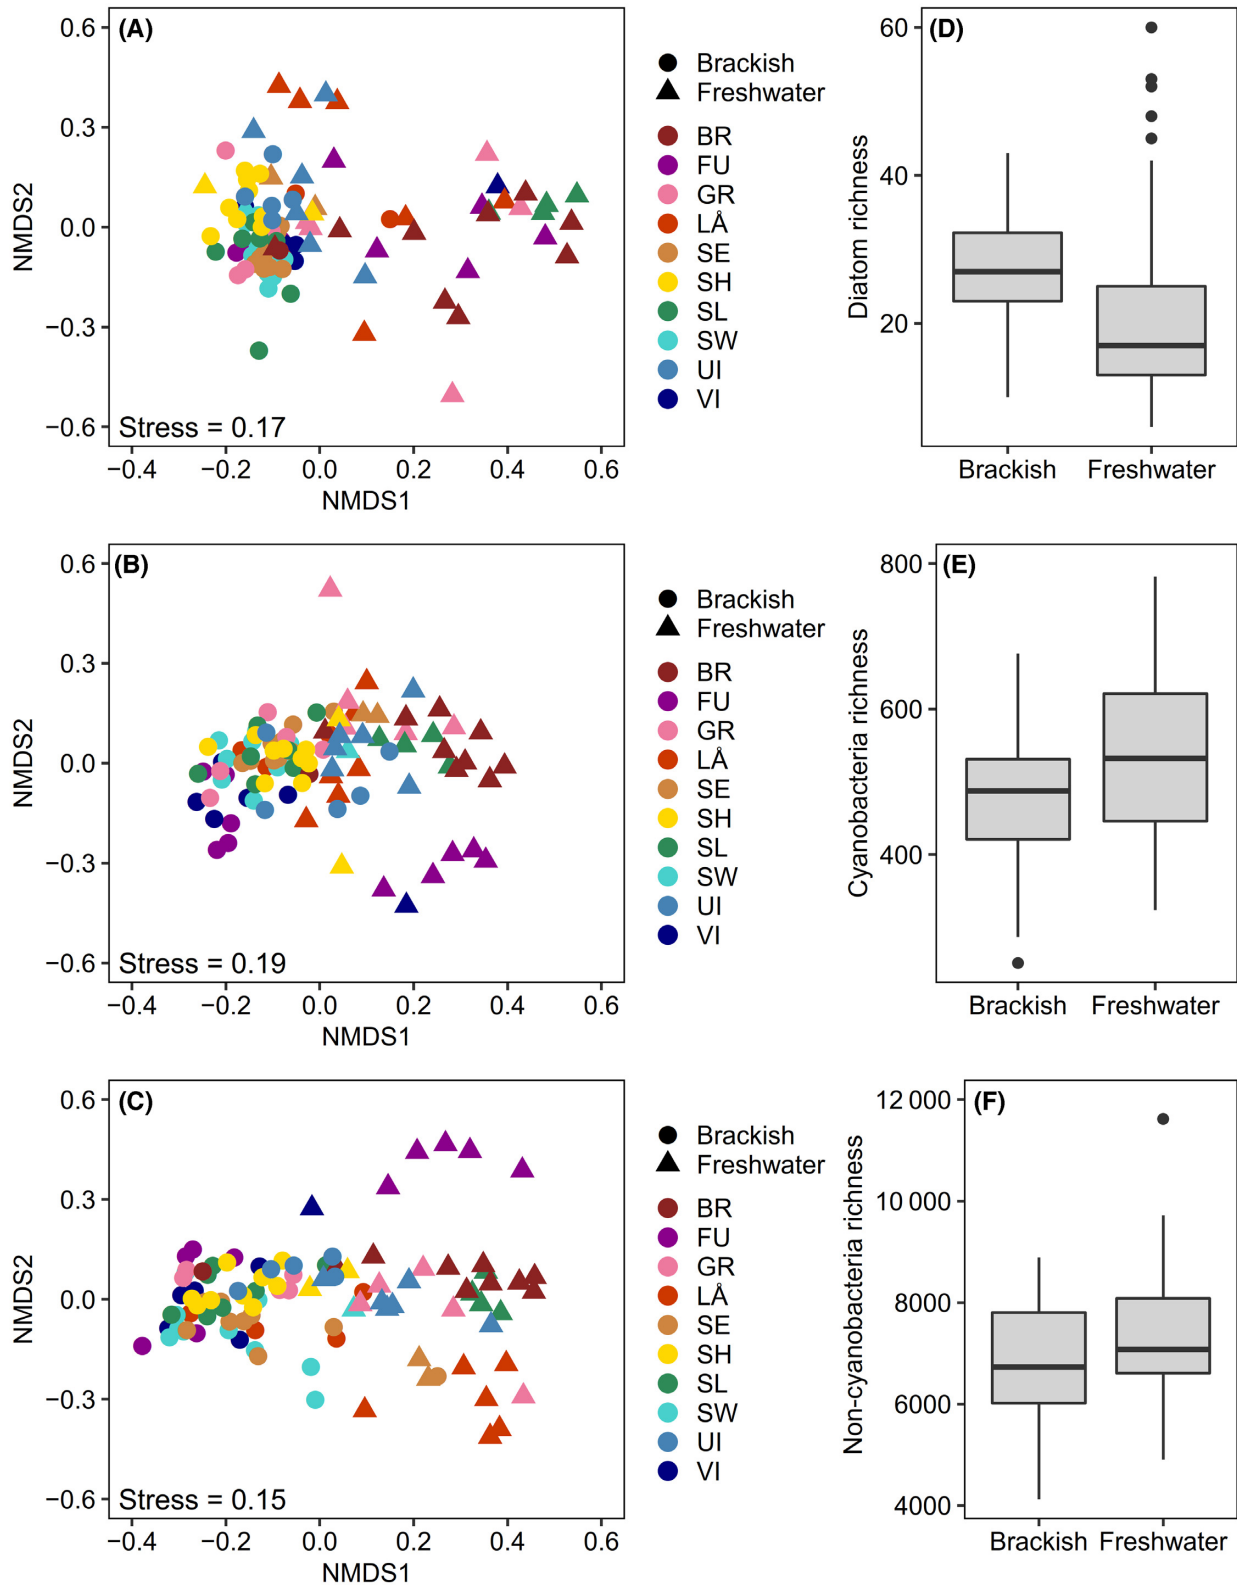 (A)
0.6
0.3
0.0
−0.3
−0.6
NMDS2
Stress = 0.17
−0.4 −0.2 0.0 0.2 0.4 0.6
NMDS1
Brackish
Freshwater
BR
FU
GR
LÅ
SE
SH
SL
SW
UI
VI
(D)
60
40
20
Diatom richness
Brackish Freshwater
(B)
0.6
0.3
0.0
−0.3
−0.6
NMDS2
Stress = 0.19
−0.4 −0.2 0.0 0.2 0.4 0.6
NMDS1
Brackish
Freshwater
BR
FU
GR
LÅ
SE
SH
SL
SW
UI
VI
(E)
800
600
400
Cyanobacteria richness
Brackish Freshwater
(C)
0.6
0.3
0.0
−0.3
−0.6
NMDS2
Stress = 0.15
−0.4 −0.2 0.0 0.2 0.4 0.6
NMDS1
Brackish
Freshwater
BR
FU
GR
LÅ
SE
SH
SL
SW
UI
VI
(F)
12 000
10 000
8000
6000
4000
Non-cyanobacteria richness
Brackish Freshwater